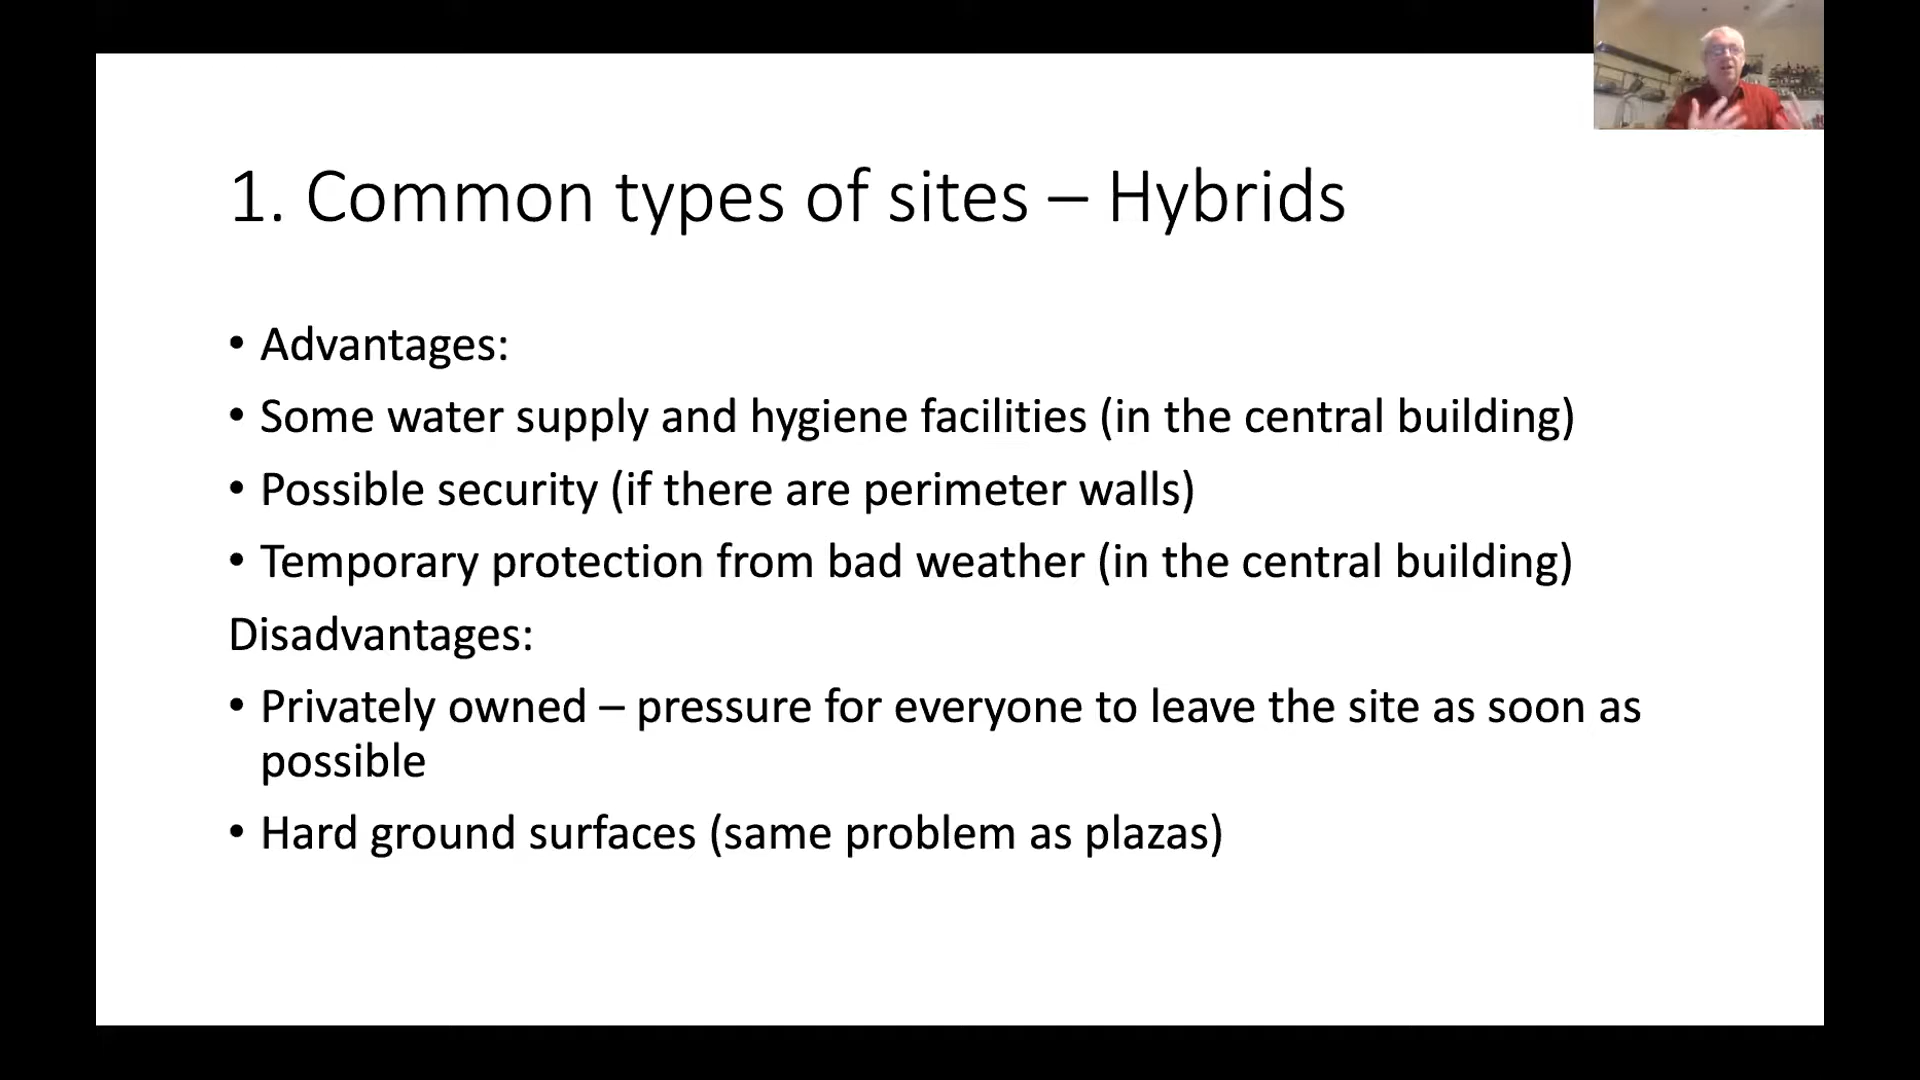 1. Common types of sites – Hybrids
• Advantages:
• Some water supply and hygiene facilities (in the central building)
• Possible security (if there are perimeter walls)
• Temporary protection from bad weather (in the central building)
Disadvantages:
• Privately owned – pressure for everyone to leave the site as soon as
possible
• Hard ground surfaces (same problem as plazas)